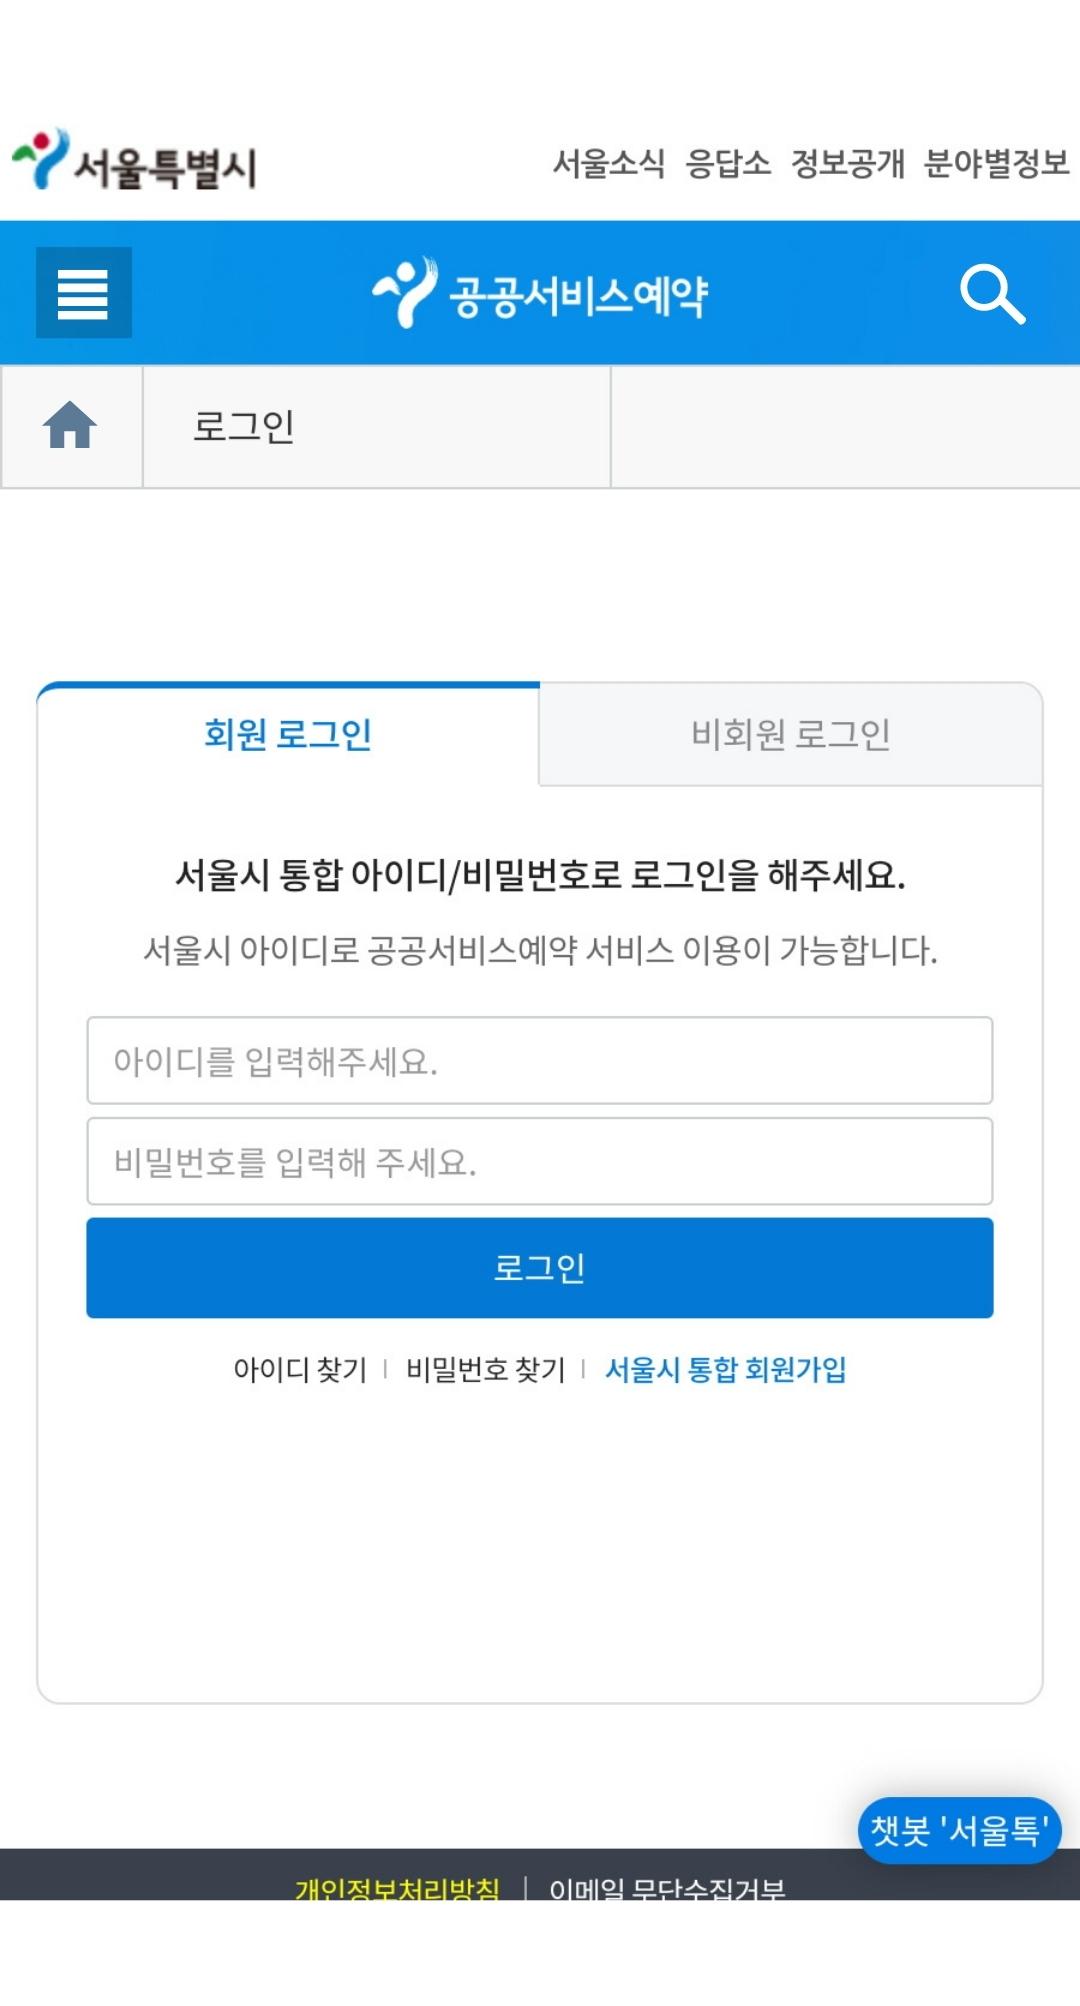 서울특별시
서울소식 응답소 정보공개 분야별정보
공공서비스예약
로그인
회원 로그인
비회원 로그인
서울시 통합 아이디/비밀번호로 로그인을 해주세요.
서울시 아이디로 공공서비스예약 서비스 이용이 가능합니다.
아이디를 입력해주세요.
비밀번호를 입력해 주세요.
로그인
아이디 찾기 | 비밀번호 찾기 | 서울시 통합 회원가입
챗봇 '서울톡'
개인정보처리방침 | 이메일 무단수집거부